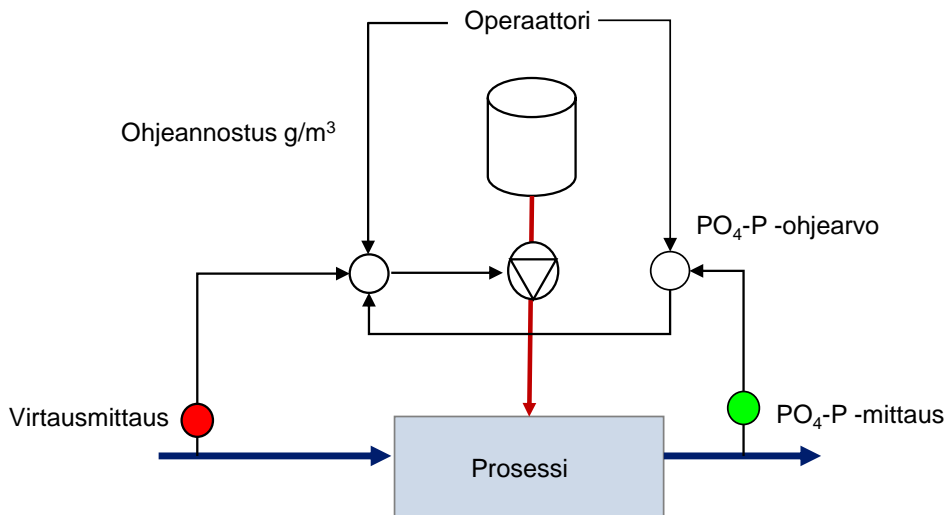 Operaattori
Ohjeannostus g/m³
PO₄-P -ohjearvo
Virtausmittaus
PO₄-P -mittaus
Prosessi